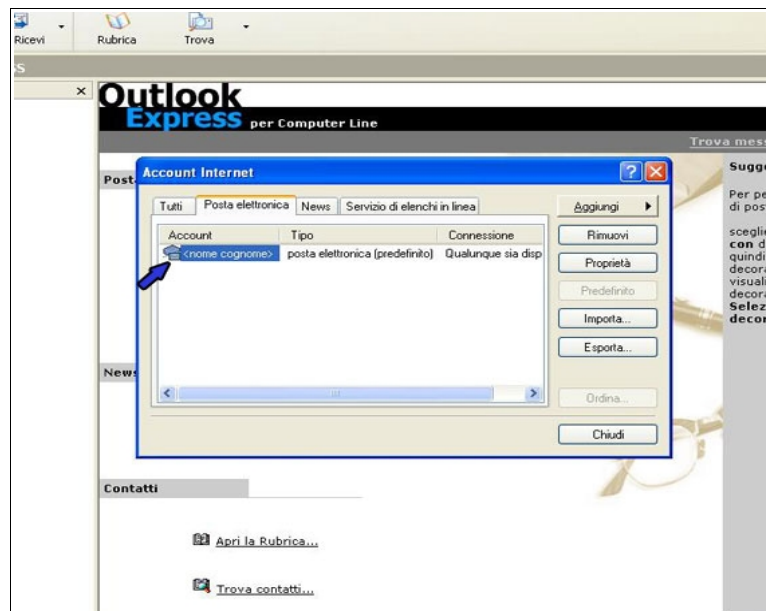 Ricevi Rubrica Trova
Outlook
Express per Computer Line
Trova mess
Account Internet
Tutti Posta elettronica News Servizio di elenchi in linea
Account Tipo Connessione
<nome cognome> posta elettronica (predefinito) Qualunque sia disp
Aggiungi
Rimuovi
Proprietà
Predefinito
Importa...
Esporta...
Ordina...
Chiudi
Post
News
Contatti
Apri la Rubrica...
Trova contatti...
Sugge
Per pe
di pos
sceglie
con d
quindi
decora
visuali
decora
Selez
decor